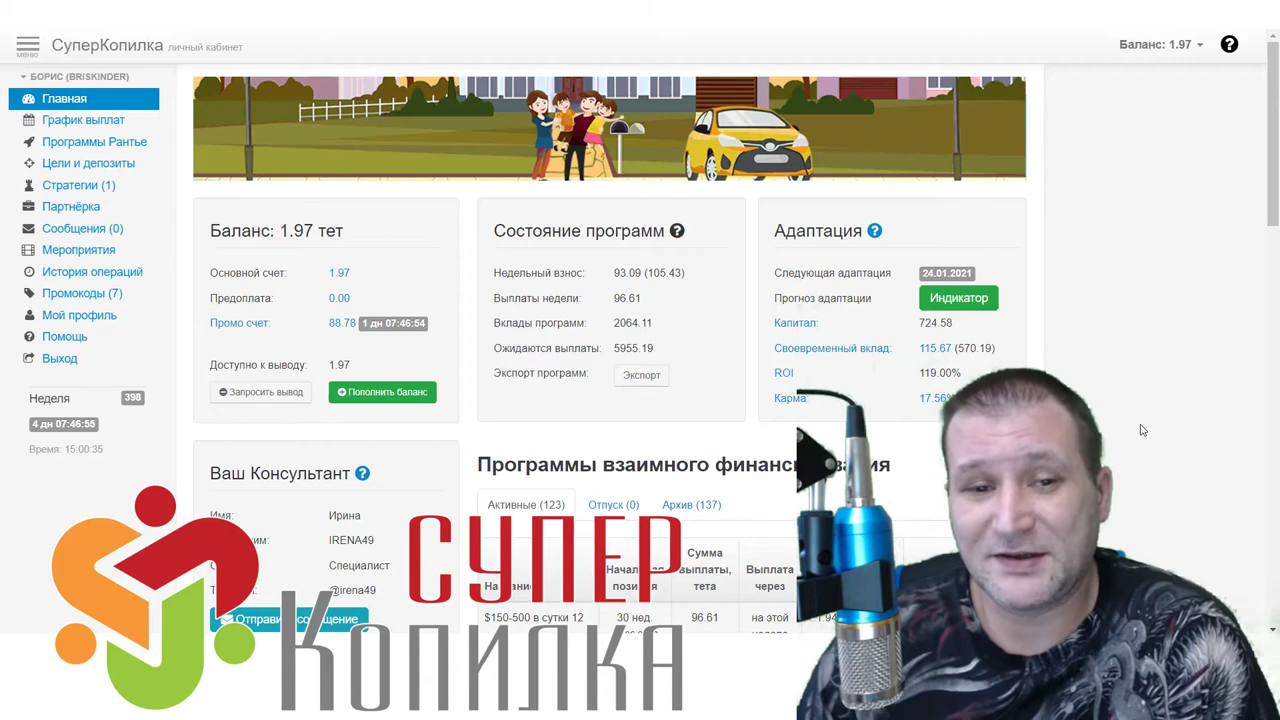 СуперКопилка личный кабинет
меню
Баланс: 1.97
БОРИС (BRISKINDER)
Главная
График выплат
Программы Рантье
Цели и депозиты
Стратегии (1)
Партнёрка
Сообщения (0)
Мероприятия
История операций
Промокоды (7)
Мой профиль
Помощь
Выход
Неделя 398
4 дн 07:46:55
Время: 15:00:35
Баланс: 1.97 тет
Основной счет: 1.97
Предоплата: 0.00
Промо счет: 88.78 1 дн 07:46:54
Доступно к выводу: 1.97
Запросить вывод Пополнить баланс
Состояние программ
Недельный взнос: 93.09 (105.43)
Выплаты недели: 96.61
Вклады программ: 2064.11
Ожидаются выплаты: 5955.19
Экспорт программ: Экспорт
Адаптация
Следующая адаптация 24.01.2021
Прогноз адаптации Индикатор
Капитал: 724.58
Своевременный вклад: 115.67 (570.19)
ROI 119.00%
Карма: 17.56%
Ваш Консультант
Имя: Ирина
IRENA49
Специалист
@irena49
Программы взаимного
Активные (123) Отпуск (0) Архив (137)
Сумма
выплаты,
тета
Выплата
через
$150-500 в сутки 12 30 нед. 96.61 на этой
СУПЕР
КОПИЛКА